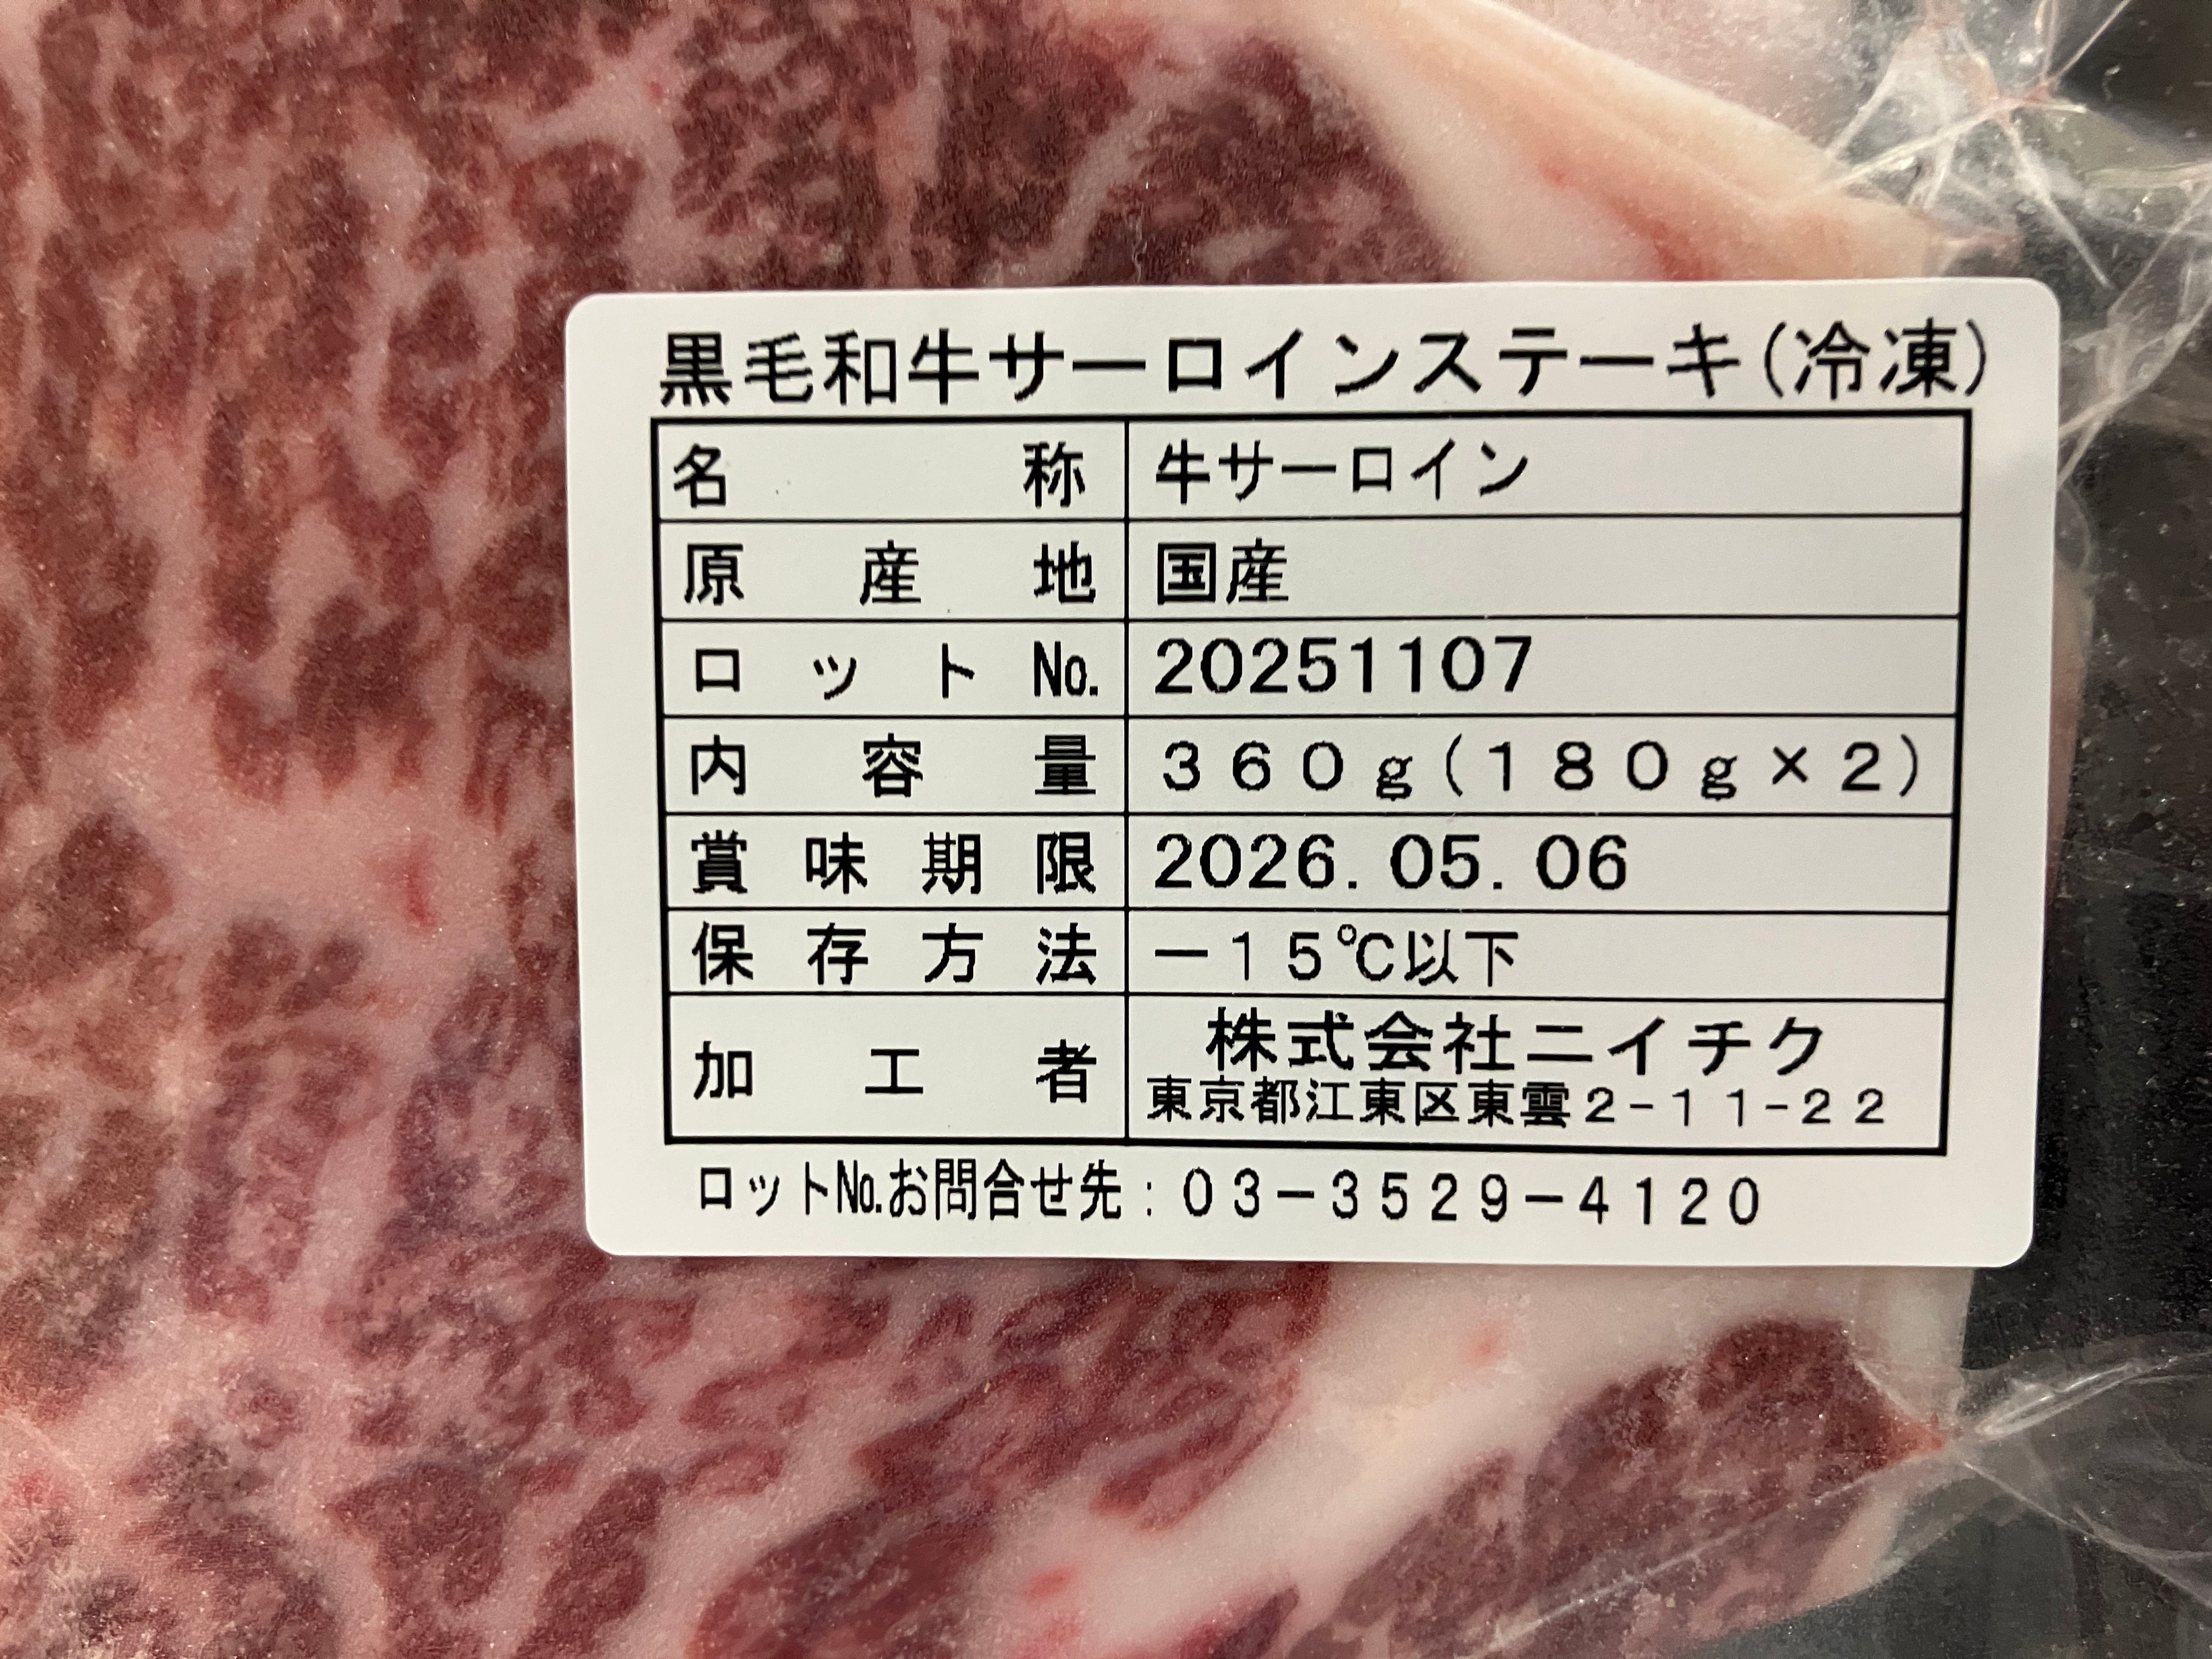 黒毛和牛サーロインステーキ(冷凍)
名称 牛サーロイン
原産地 国産
ロット№ 20251107
内容量 360g(180g×2)
賞味期限 2026.05.06
保存方法 －15℃以下
加工者 株式会社ニイチク
東京都江東区東雲2-11-22
ロット№お問合せ先：03－3529－4120